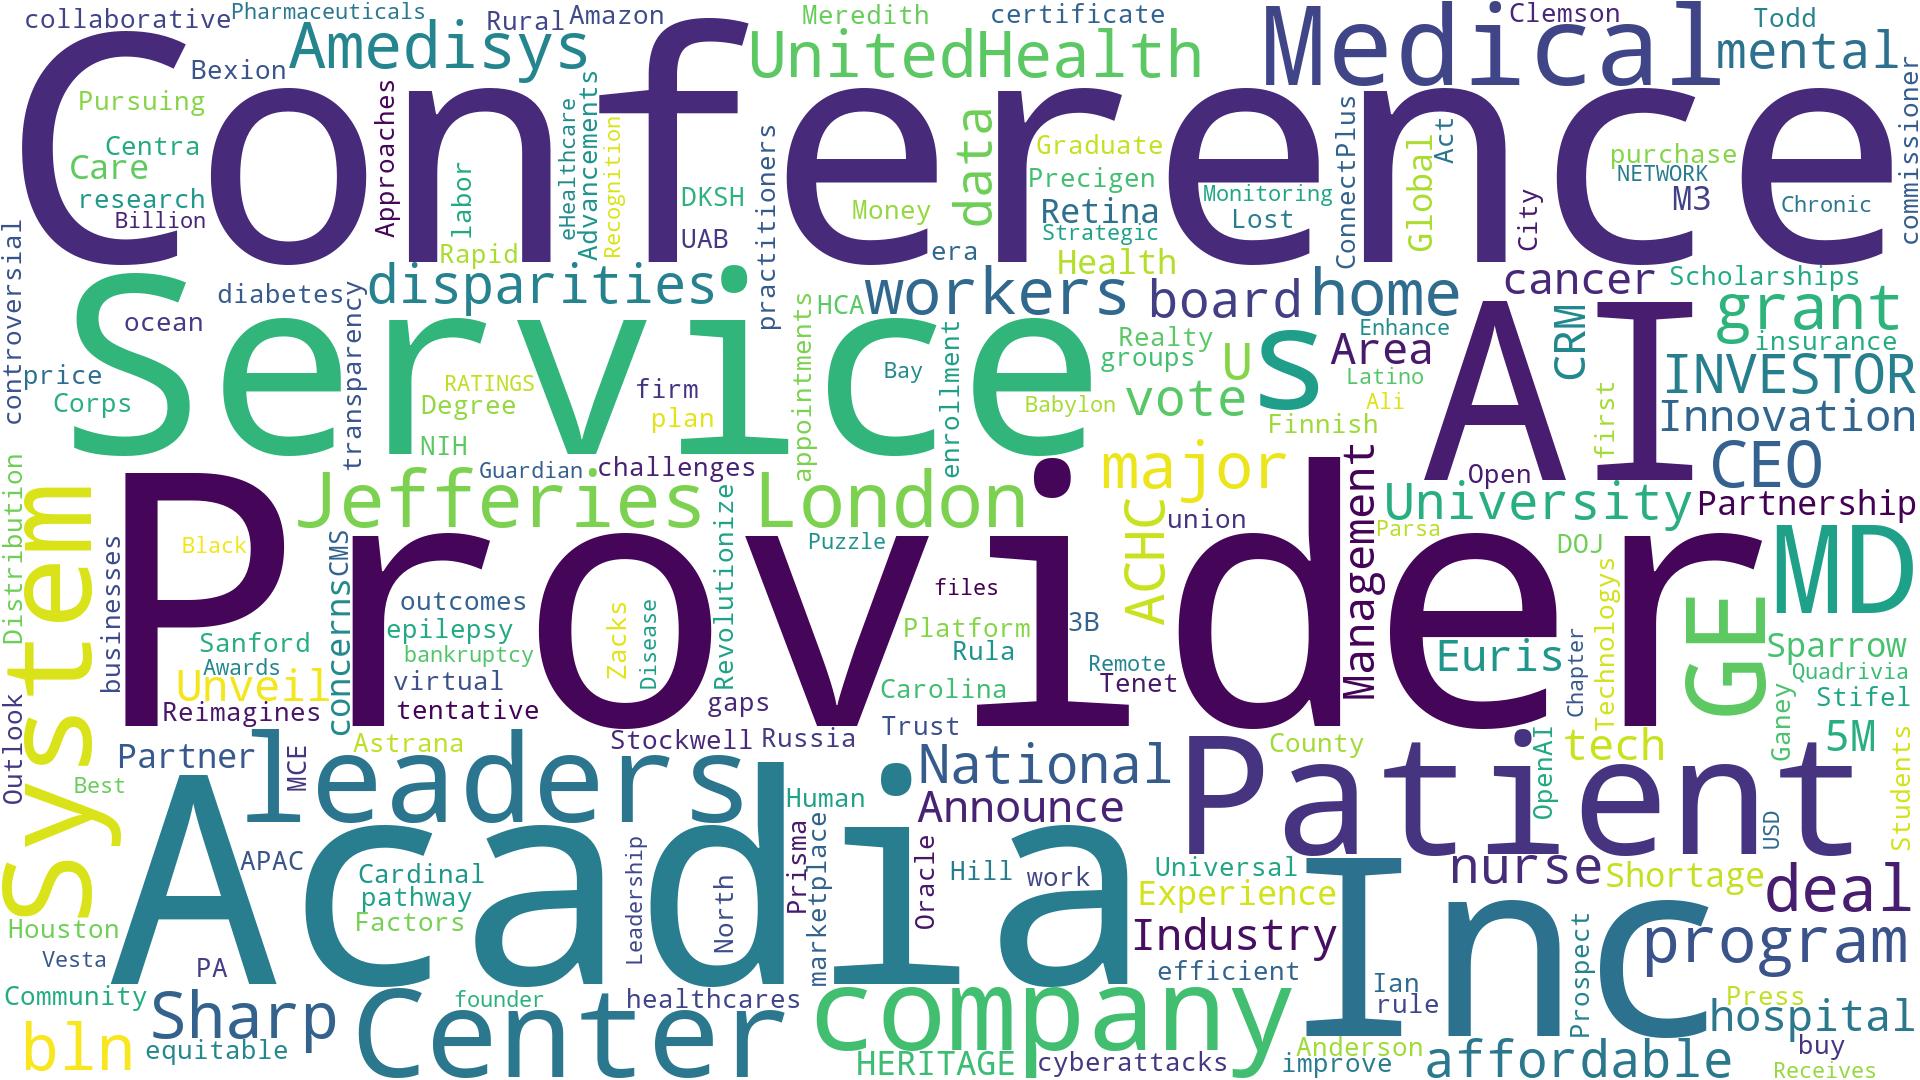 collaborative
Pharmaceuticals
Rural
Amazon
Meredith
certificate
Clemson
Todd
Amedisys
UnitedHealth
Medical
mental
Bexion
Conference
Pursuing
Centra
Care
research
Billion
Approaches
labor
Rapid
eHealthcare
Advancements
Recognition
DKSH
UAB
practitioners
Money
data
era
Graduate
Precigen
Retina
Strategic
Health
Monitoring
Lost
ConnectPlus
Global
Act
City
purchase
NETWORK
M3
Chronic
commissioner
controversial
diabetes
disparities
ocean
transparency
price
Corps
Service
RATINGS
Degree
NIH
firm
plan
appointments
HCA
workers
board
home
cancer
Scholarships
grant
insurance
Bay
enrollment
Realty
groups
Babylon
U
s
vote
Enhance
Area
Latino
Ali
Finnish
AI
CRM
first
INVESTOR
Innovation
CEO
Open
Guardian
challenges
Jefferies
London
major
Management
University
Partnership
Distribution
System
Provider
Black
businesses
CMS
concerns
outcomes
epilepsy
bankruptcy
virtual
tentative
Sanford
Awards
Unveil
Reimagines
Zacks
Disease
Revolutionize
gaps
Puzzle
files
Platform
Rula
Carolina
Trust
3B
Remote
Tenet
ACHC
union
Parsa
DOJ
Euris
Chapter
Technologys
GE
MD
Sparrow
Quadrivia
Stifel
Ganey
5M
Outlook
Partner
MCE
Astrana
Stockwell
Russia
National
County
OpenAI
tech
Students
Best
leaders
Announce
Patient
USD
Human
Acadia
APAC
Cardinal
pathway
Factors
Leadership
North
Prisma
marketplace
Oracle
Hill
work
Universal
Experience
Industry
efficient
Inc
nurse
Shortage
deal
program
Houston
Vesta
PA
Community
Sharp
bln
equitable
Center
founder
healthcares
company
HERITAGE
cyberattacks
improve
Anderson
Ian
rule
Prospect
Press
hospital
affordable
buy
Receives